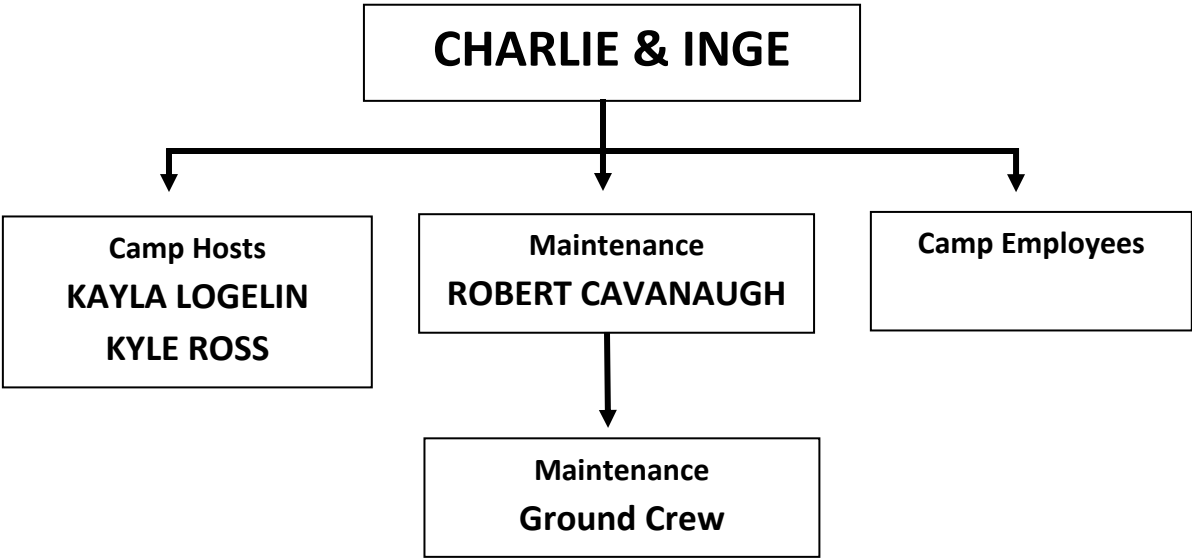 CHARLIE & INGE
Camp Hosts
KAYLA LOGELIN
KYLE ROSS
Maintenance
ROBERT CAVANAUGH
Camp Employees
Maintenance
Ground Crew